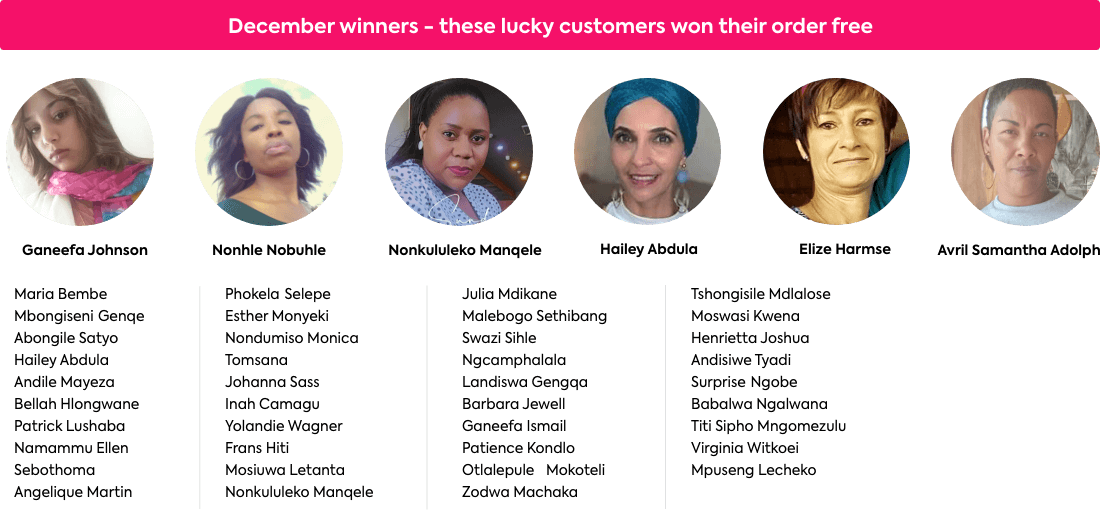 December winners - these lucky customers won their order free
Ganeefa Johnson
Nonhle Nobuhle
Nonkululeko Manqele
Hailey Abdula
Elize Harmse
Avril Samantha Adolph
Maria Bembe
Mbongiseni Genqe
Abongile Satyo
Hailey Abdula
Andile Mayeza
Bellah Hlongwane
Patrick Lushaba
Namammu Ellen
Sebothoma
Angelique Martin
Phokela Selepe
Esther Monyeki
Nondumiso Monica
Tomsana
Johanna Sass
Inah Camagu
Yolandie Wagner
Frans Hiti
Mosiuwa Letanta
Nonkululeko Manqele
Julia Mdikane
Malebogo Sethibang
Swazi Sihle
Ngcamphalala
Landiswa Gengqa
Barbara Jewell
Ganeefa Ismail
Patience Kondlo
Otlalepule Mokoteli
Zodwa Machaka
Tshongisile Mdlalose
Moswasi Kwena
Henrietta Joshua
Andisiwe Tyadi
Surprise Ngobe
Babalwa Ngalwana
Titi Sipho Mngomezulu
Virginia Witkoei
Mpuseng Lecheko